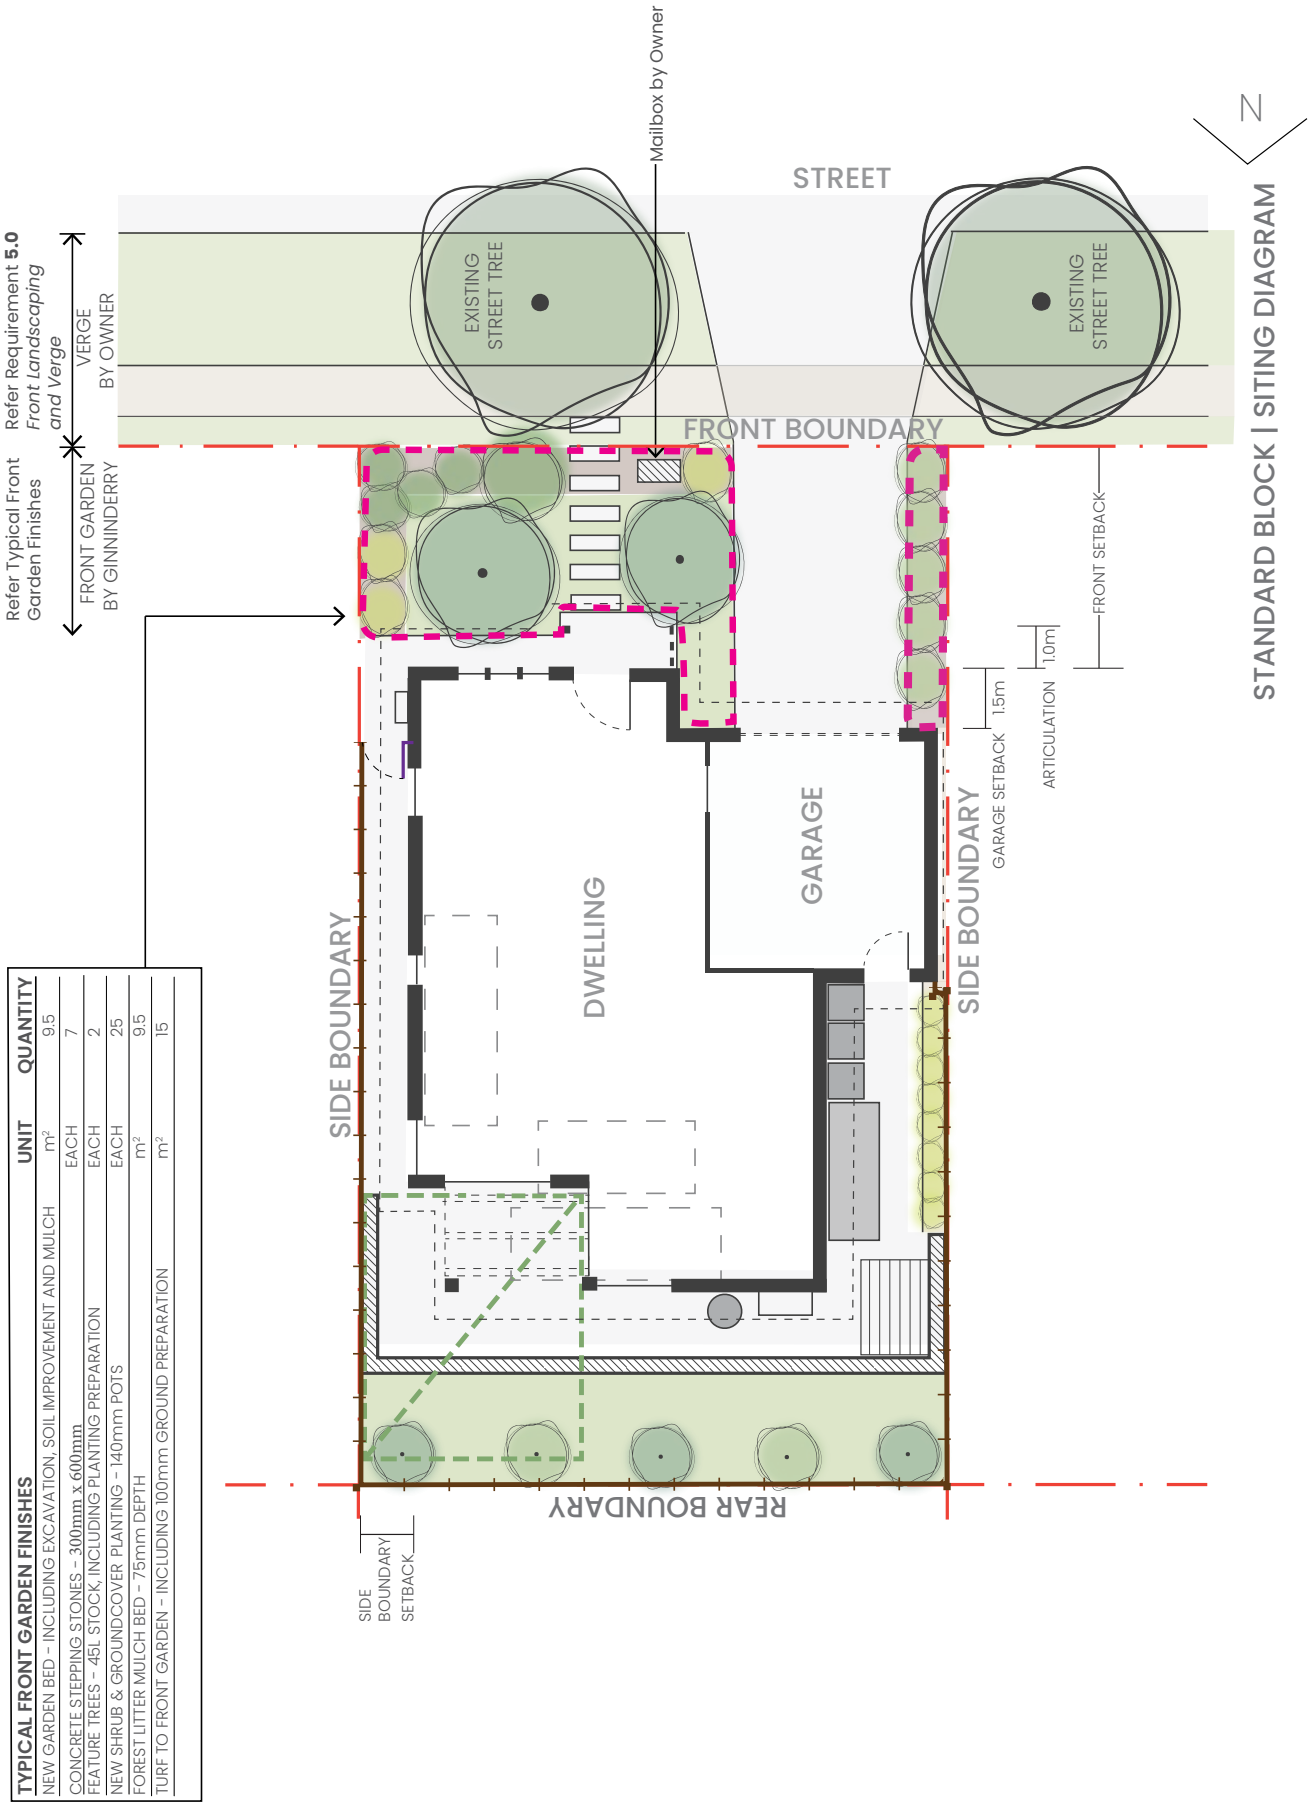 Refer Requirement 5.0
Front Landscaping
and Verge
VERGE
BY OWNER
Refer Typical Front
Garden Finishes
FRONT GARDEN
BY GINNINDERRY
Mailbox by Owner
STREET
N
EXISTING
STREET TREE
EXISTING
STREET TREE
FRONT BOUNDARY
FRONT SETBACK
1.0m
ARTICULATION
1.5m
GARAGE SETBACK
STANDARD BLOCK | SITING DIAGRAM
GARAGE
DWELLING
SIDE BOUNDARY
SIDE BOUNDARY
REAR BOUNDARY
SIDE
BOUNDARY
SETBACK
TYPICAL FRONT GARDEN FINISHES UNIT QUANTITY
NEW GARDEN BED - INCLUDING EXCAVATION, SOIL IMPROVEMENT AND MULCH m² 9.5
CONCRETE STEPPING STONES - 300mm x 600mm EACH 7
FEATURE TREES - 45L STOCK, INCLUDING PLANTING PREPARATION EACH 2
NEW SHRUB & GROUNDCOVER PLANTING - 140mm POTS EACH 25
FOREST LITTER MULCH BED - 75mm DEPTH m² 9.5
TURF TO FRONT GARDEN - INCLUDING 100mm GROUND PREPARATION m² 15